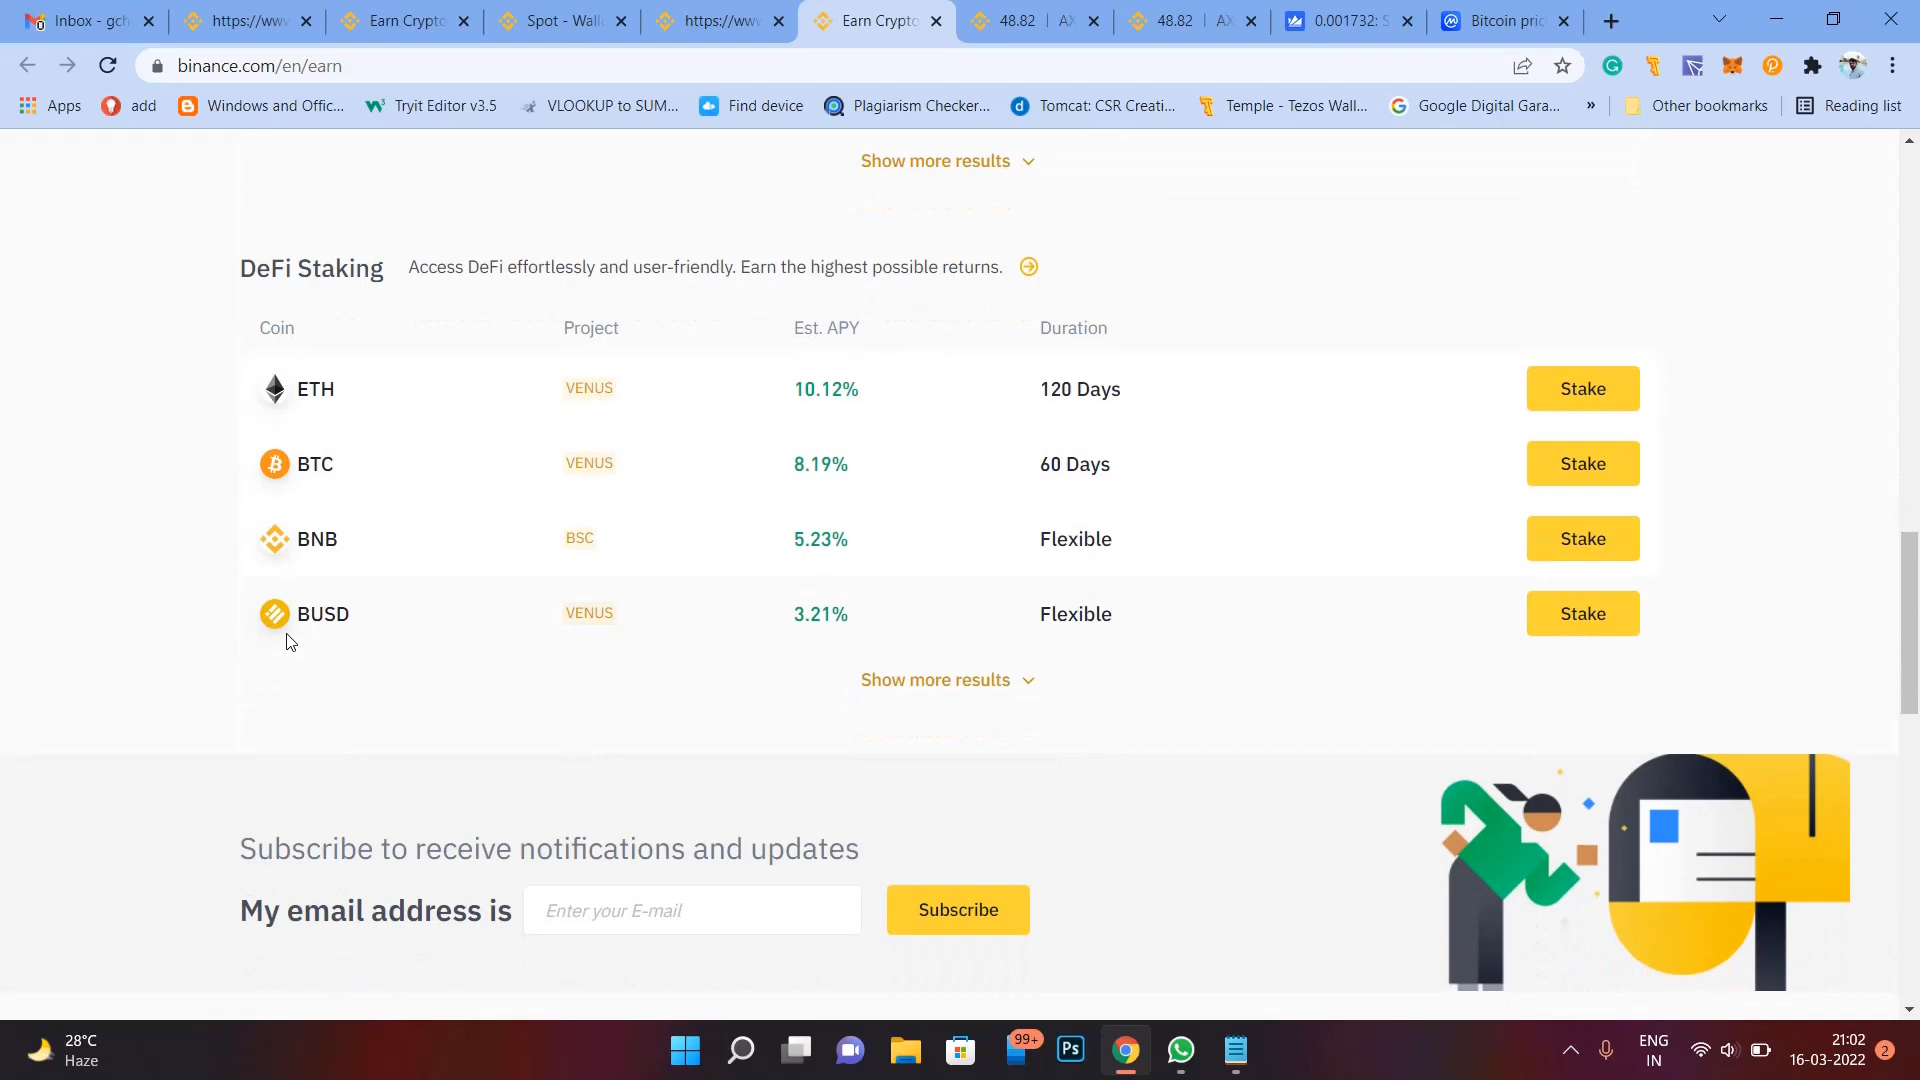 Inbox - gch
https://www
Earn Crypto
Spot - Walle
https://www
Earn Crypto
48.82 | AX
48.82 | AX
0.001732: S
Bitcoin pric
binance.com/en/earn
Apps
add
Windows and Offic...
Tryit Editor v3.5
VLOOKUP to SUM...
Find device
Plagiarism Checker...
Tomcat: CSR Creati...
Temple - Tezos Wall...
Google Digital Gara...
»
Other bookmarks
Reading list
Show more results
DeFi Staking Access DeFi effortlessly and user-friendly. Earn the highest possible returns.
Coin Project Est. APY Duration
ETH VENUS 10.12% 120 Days Stake
BTC VENUS 8.19% 60 Days Stake
BNB BSC 5.23% Flexible Stake
BUSD VENUS 3.21% Flexible Stake
Show more results
Subscribe to receive notifications and updates
My email address is Enter your E-mail Subscribe
28°C
Haze
99+
Ps
ENG
IN
21:02
16-03-2022
2